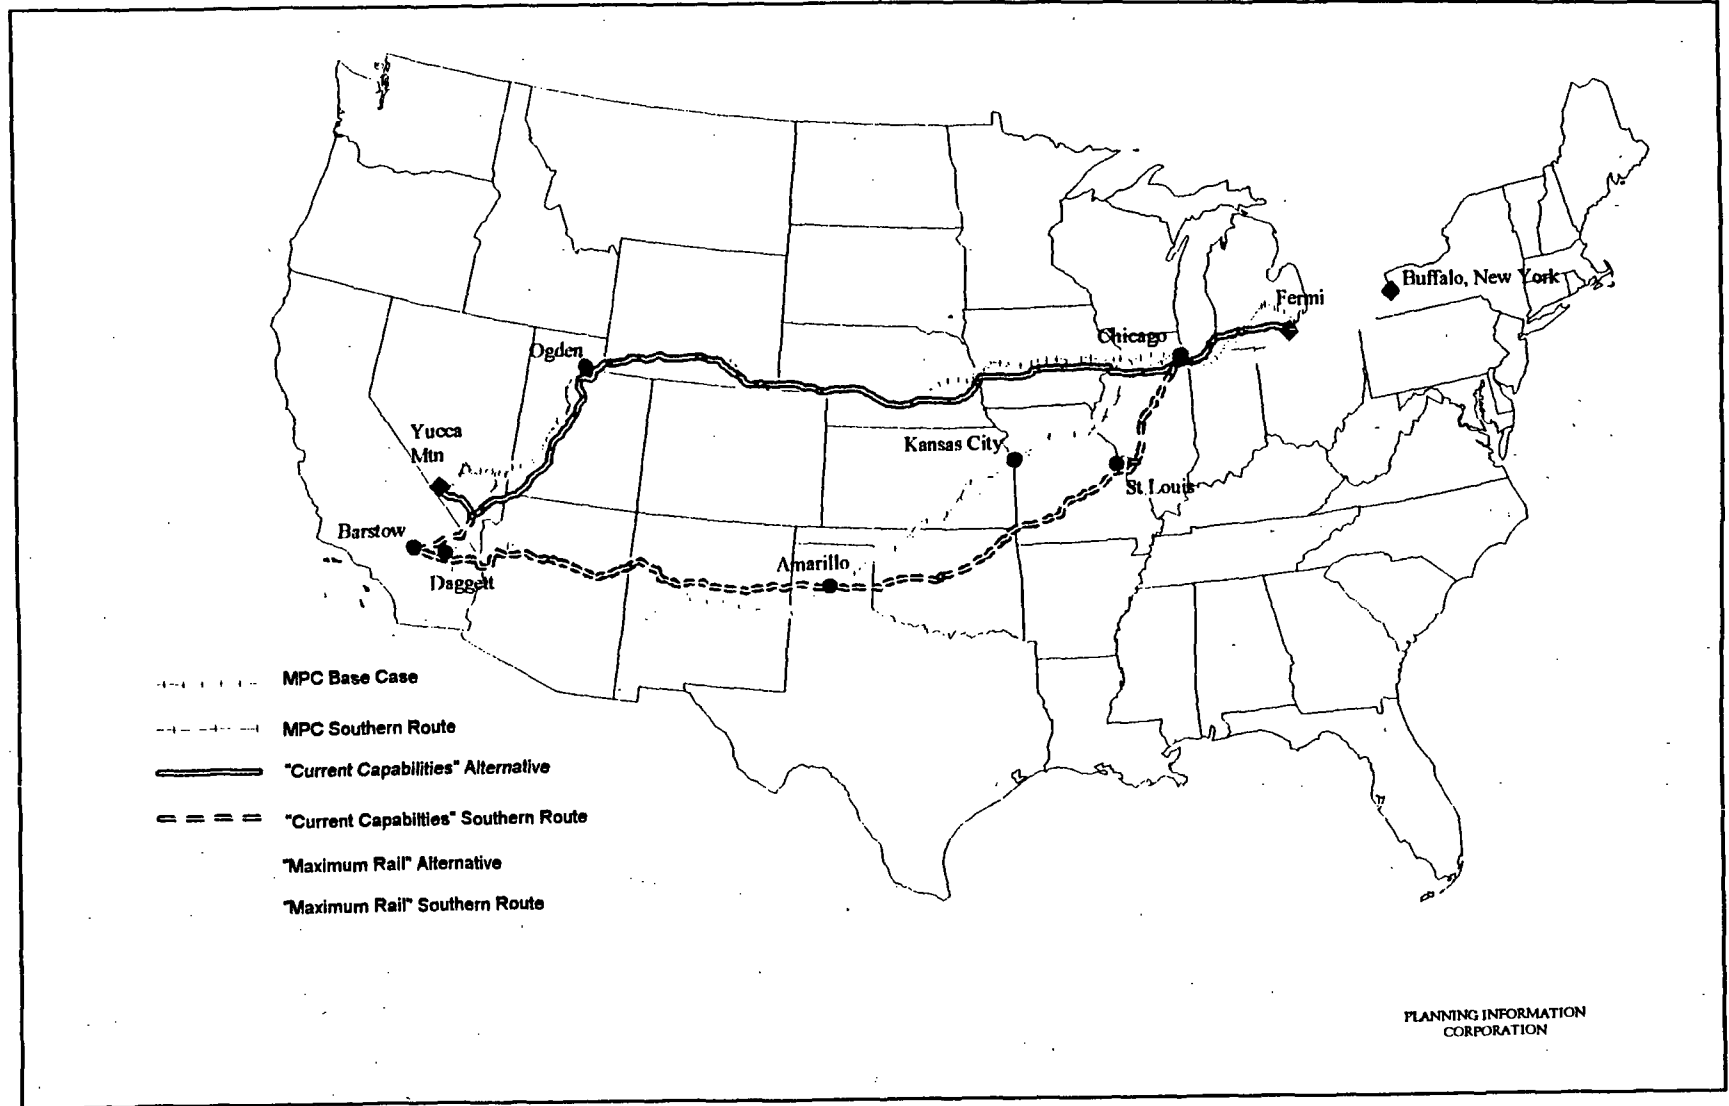 Buffalo, New York
Fermi
Chicago
Ogden
Yucca
Mtn
Kansas City
St Louis
Barstow
Amarillo
Daggett
MPC Base Case
MPC Southern Route
"Current Capabilities" Alternative
"Current Capabilties" Southern Route
"Maximum Rail" Alternative
"Maximum Rail" Southern Route
PLANNING INFORMATION
CORPORATION